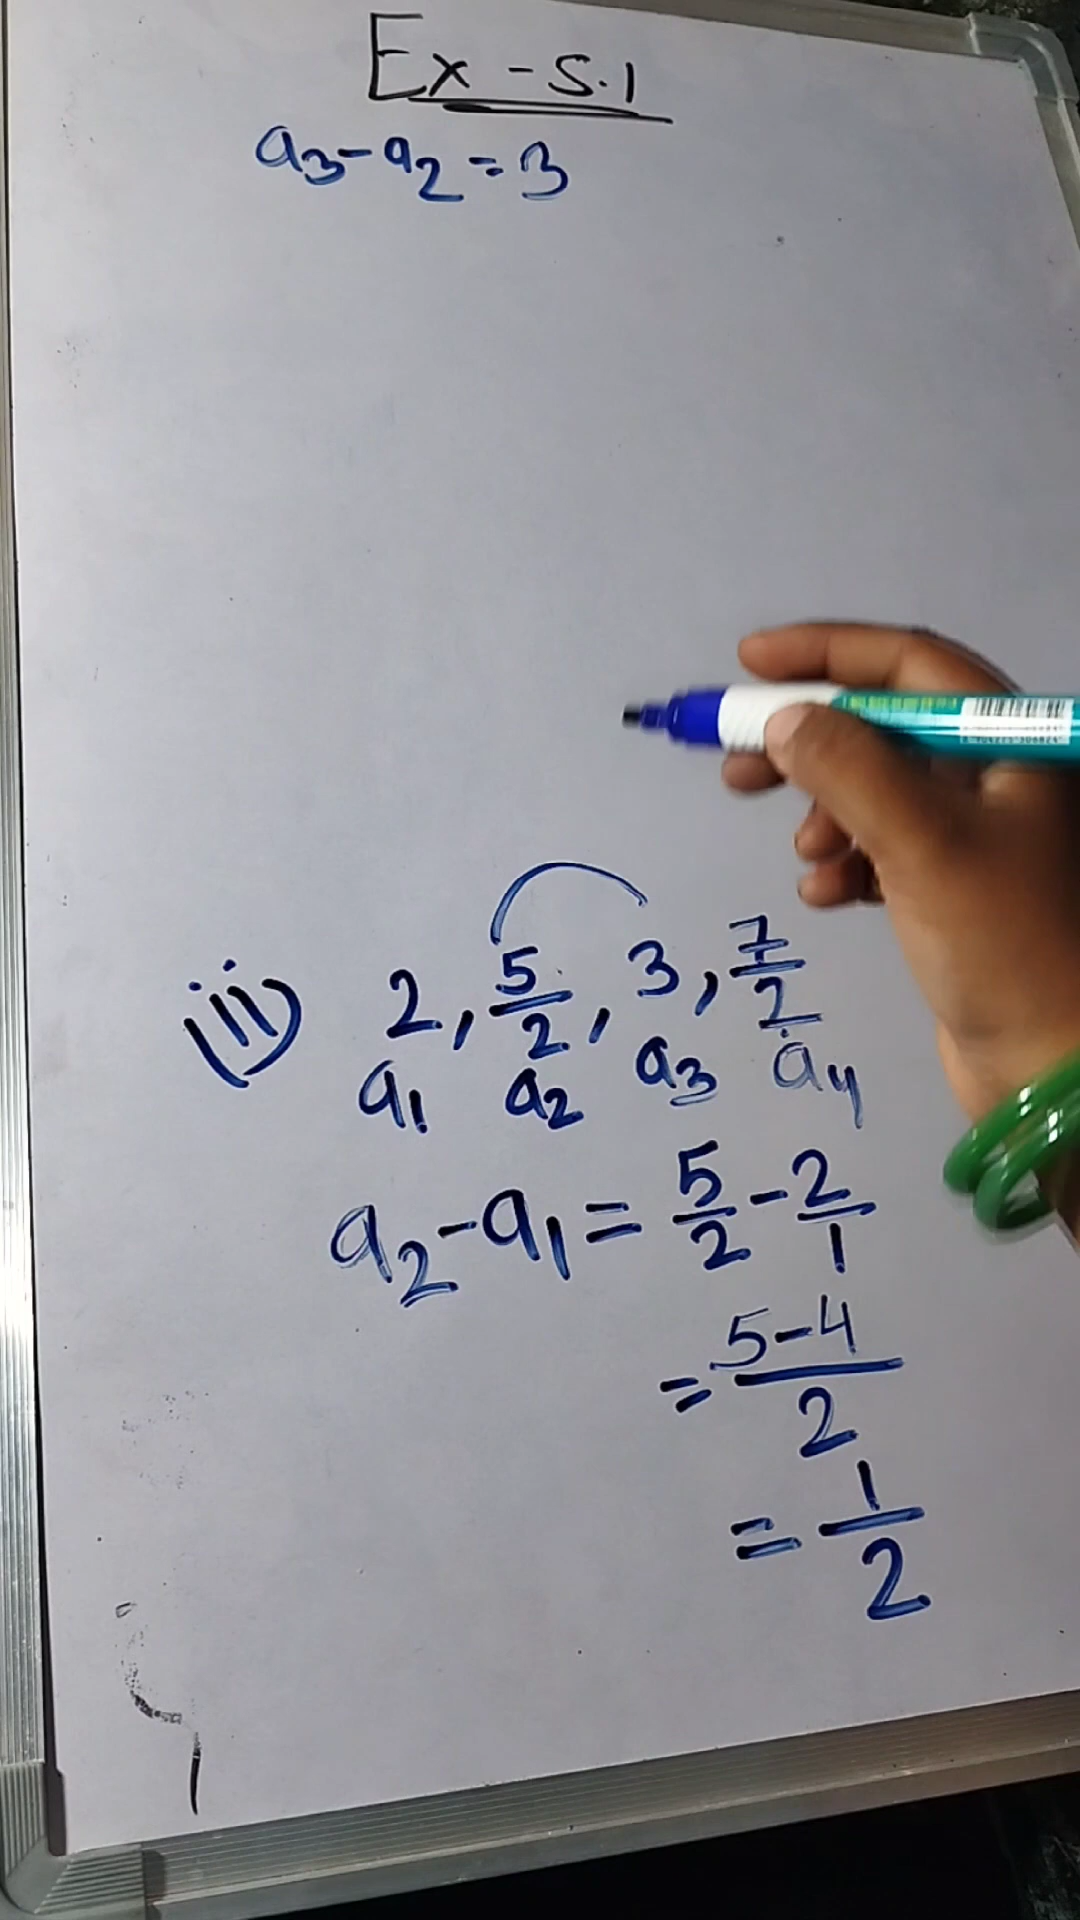 Ex - 5.1
a₃ - a₂ = 3
(ii) 2, 5/2, 3, 7/2
a₁ a₂ a₃ a₄
a₂ - a₁ = 5/2 - 2/1
= 5-4/2
= 1/2